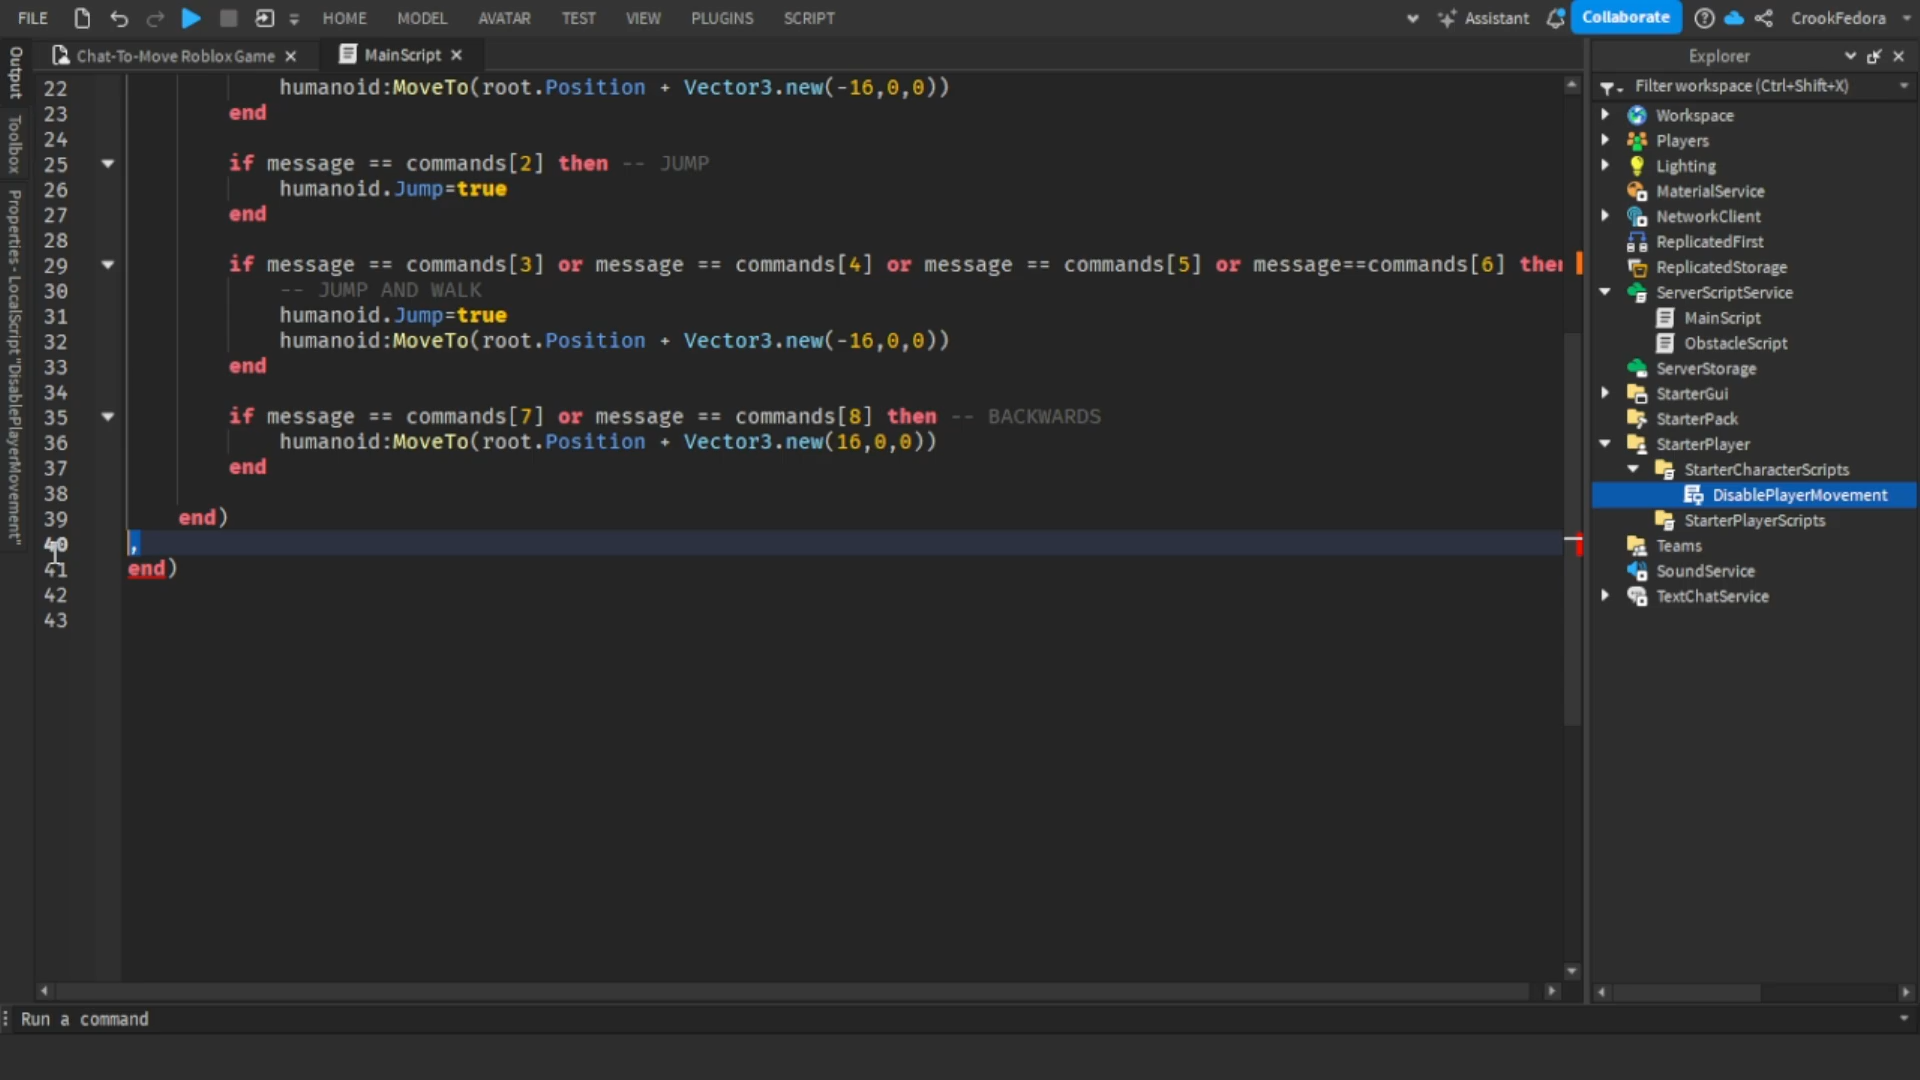 FILE HOME MODEL AVATAR TEST VIEW PLUGINS SCRIPT Assistant Collaborate CrookFedora
Chat-To-Move Roblox Game
MainScript
Output
Toolbox
Properties - LocalScript "DisablePlayerMovement"
22 humanoid:MoveTo(root.Position + Vector3.new(-16,0,0))
23 end
24
25 if message == commands[2] then -- JUMP
26 humanoid.Jump=true
27 end
28
29 if message == commands[3] or message == commands[4] or message == commands[5] or message==commands[6] then
30 -- JUMP AND WALK
31 humanoid.Jump=true
32 humanoid:MoveTo(root.Position + Vector3.new(-16,0,0))
33 end
34
35 if message == commands[7] or message == commands[8] then -- BACKWARDS
36 humanoid:MoveTo(root.Position + Vector3.new(16,0,0))
37 end
38
39 end)
40 ,
41 end)
42
43
Explorer
Filter workspace (Ctrl+Shift+X)
Workspace
Players
Lighting
MaterialService
NetworkClient
ReplicatedFirst
ReplicatedStorage
ServerScriptService
MainScript
ObstacleScript
ServerStorage
StarterGui
StarterPack
StarterPlayer
StarterCharacterScripts
DisablePlayerMovement
StarterPlayerScripts
Teams
SoundService
TextChatService
Run a command